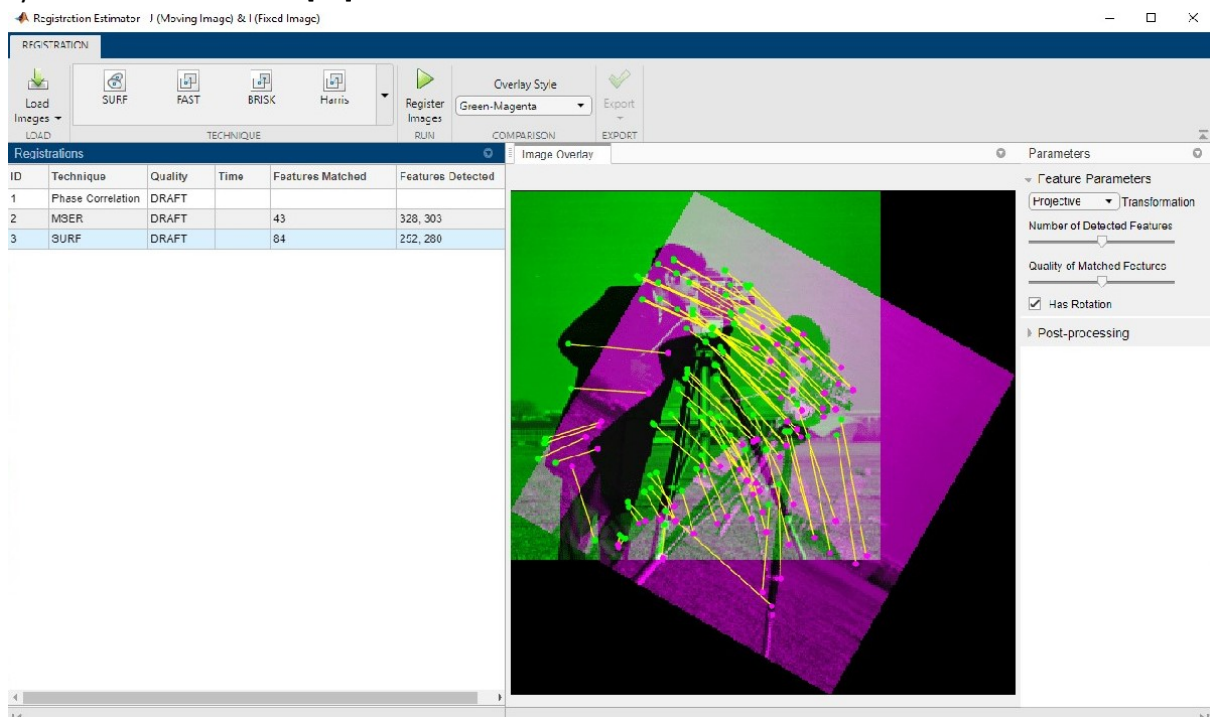 Registration Estimator - J (Moving Image) & I (Fixed Image)
REGISTRATION
Load Images
SURF
FAST
BRISK
Harris
Register Images
Overlay Style
Green-Magenta
Export
LOAD
TECHNIQUE
RUN
COMPARISON
EXPORT
Registrations
ID Technique Quality Time Features Matched Features Detected
1 Phase Correlation DRAFT
2 MSER DRAFT 43 328, 303
3 SURF DRAFT 84 252, 280
Image Overlay
Parameters
Feature Parameters
Projective Transformation
Number of Detected Features
Quality of Matched Features
Has Rotation
Post-processing